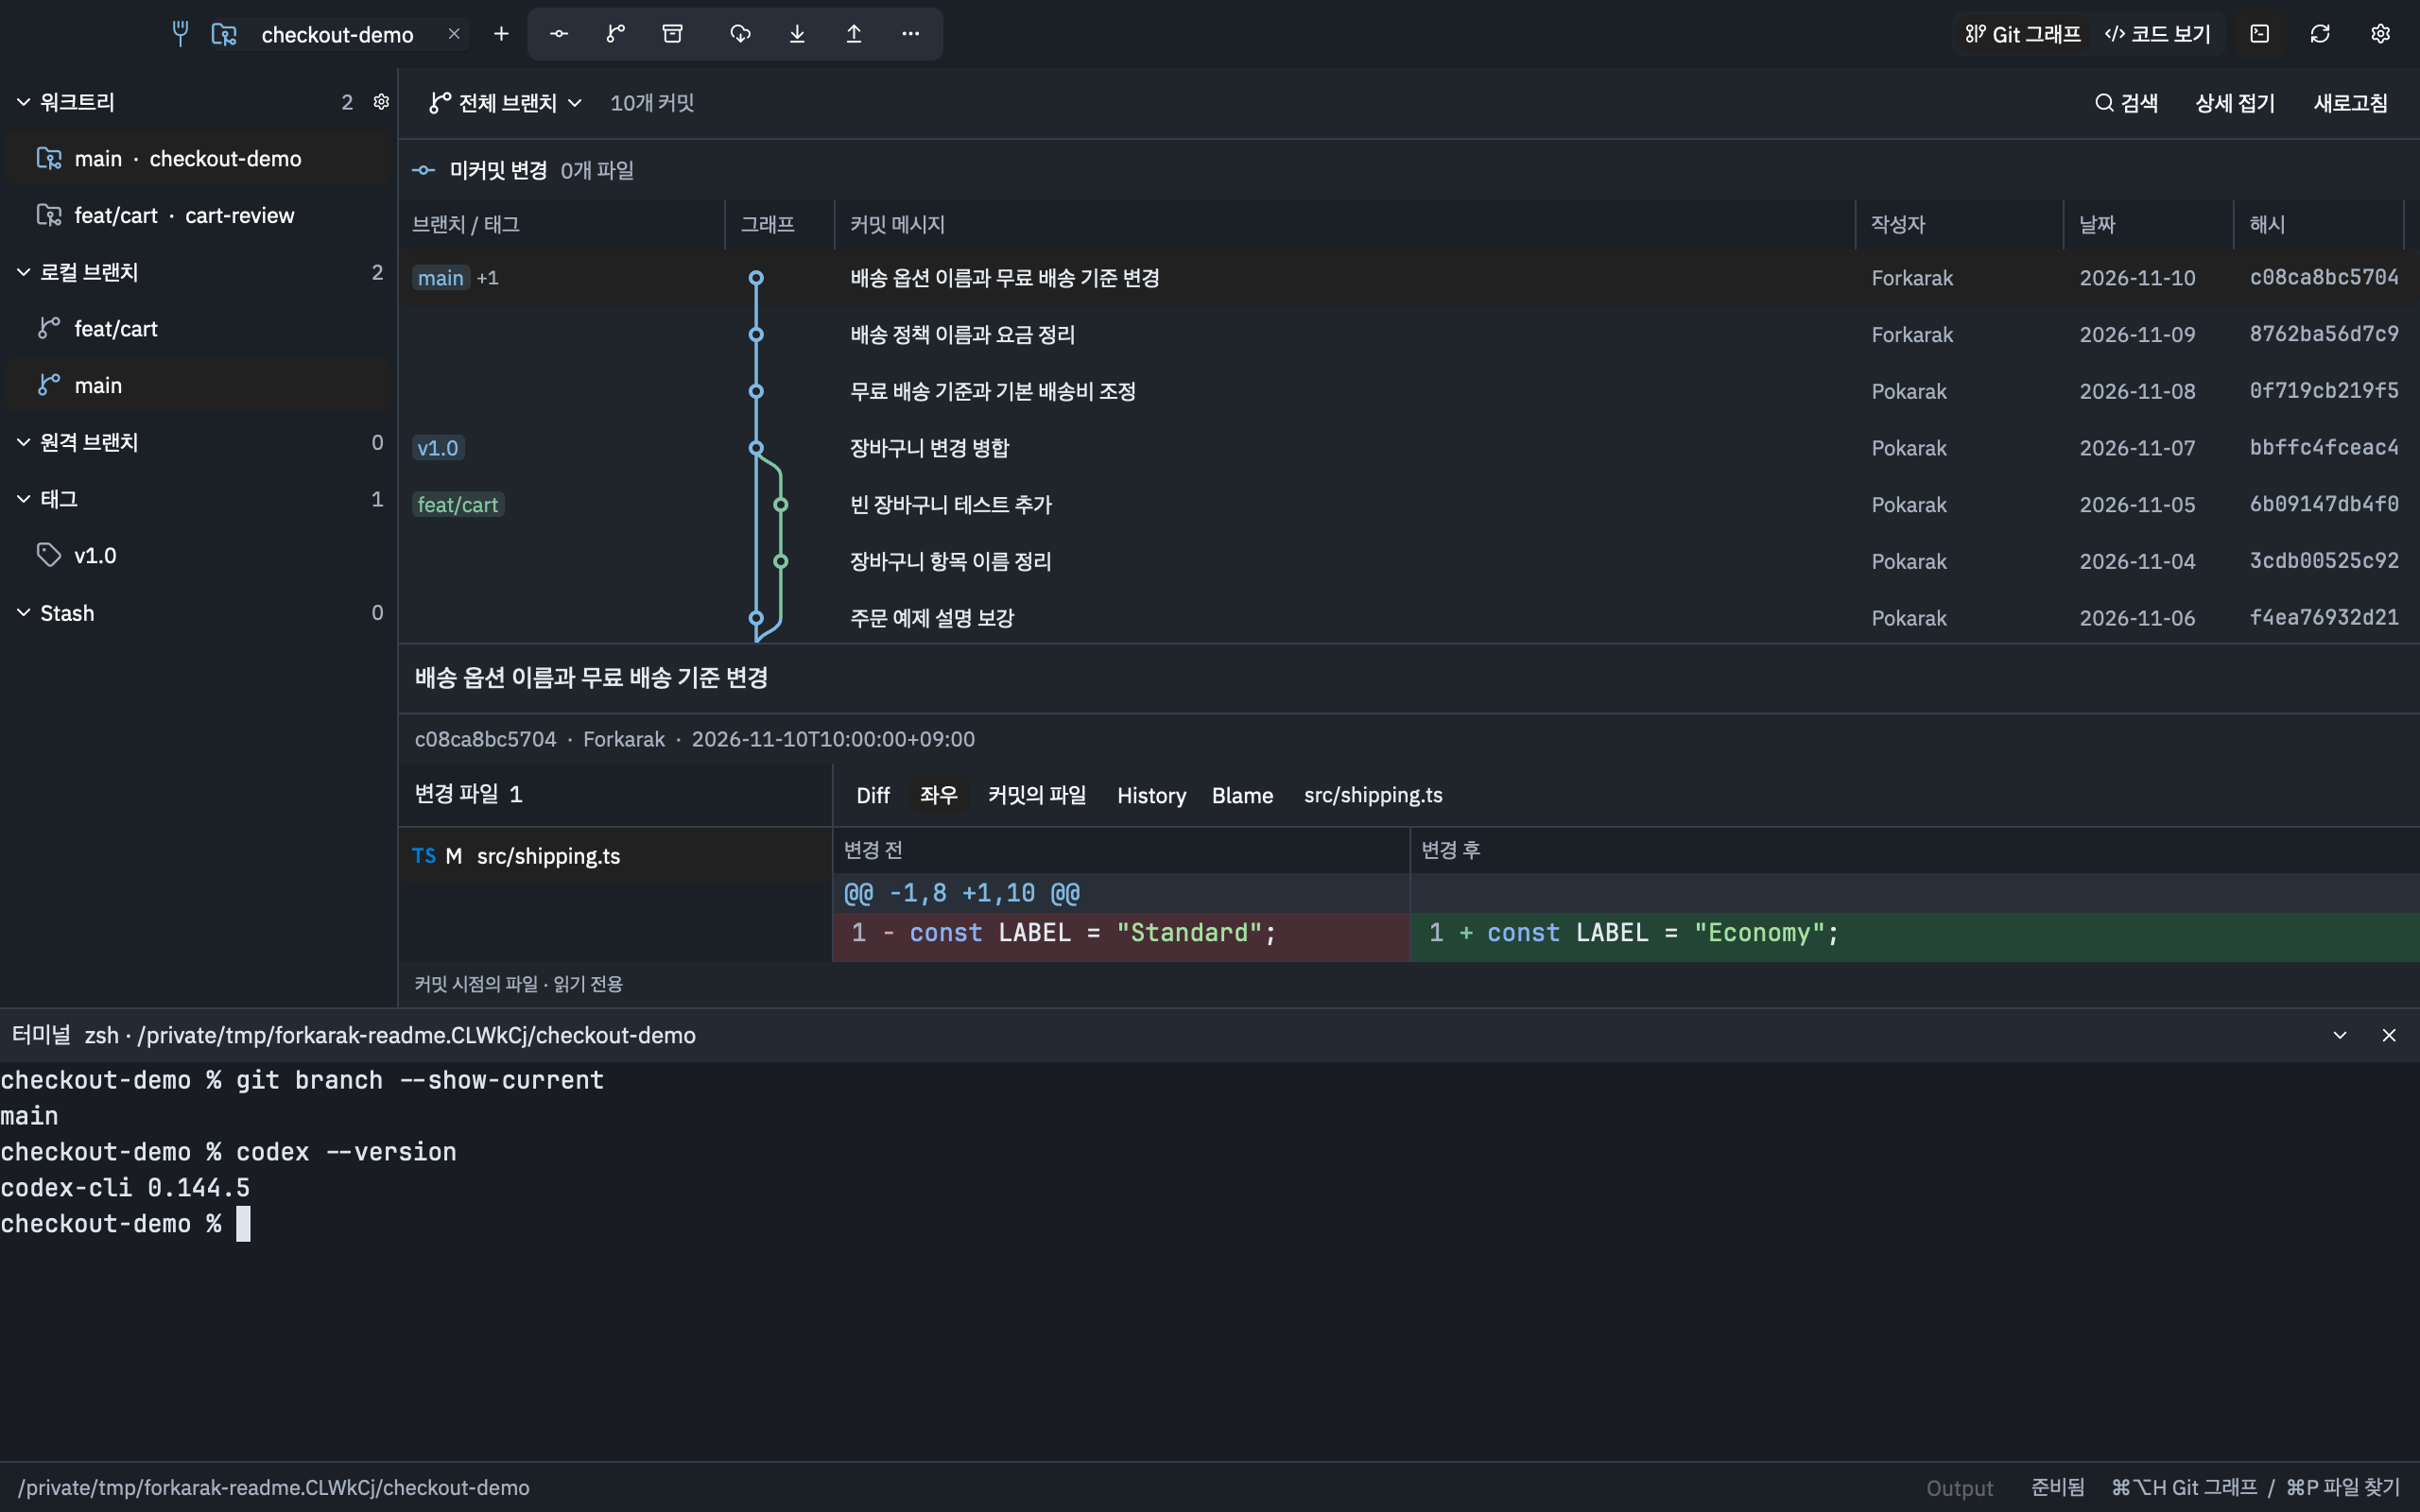 checkout-demo
Git 그래프 </> 코드 보기
워크트리 2
main · checkout-demo
feat/cart · cart-review
로컬 브랜치 2
feat/cart
main
원격 브랜치 0
태그 1
v1.0
Stash 0
전체 브랜치 10개 커밋 검색 상세 접기 새로고침
미커밋 변경 0개 파일
브랜치 / 태그 그래프 커밋 메시지 작성자 날짜 해시
main +1 배송 옵션 이름과 무료 배송 기준 변경 Forkarak 2026-11-10 c08ca8bc5704
배송 정책 이름과 요금 정리 Forkarak 2026-11-09 8762ba56d7c9
무료 배송 기준과 기본 배송비 조정 Pokarak 2026-11-08 0f719cb219f5
v1.0 장바구니 변경 병합 Pokarak 2026-11-07 bbffc4fceac4
feat/cart 빈 장바구니 테스트 추가 Pokarak 2026-11-05 6b09147db4f0
장바구니 항목 이름 정리 Pokarak 2026-11-04 3cdb00525c92
주문 예제 설명 보강 Pokarak 2026-11-06 f4ea76932d21
배송 옵션 이름과 무료 배송 기준 변경
c08ca8bc5704 · Forkarak · 2026-11-10T10:00:00+09:00
변경 파일 1
TS M src/shipping.ts
Diff 좌우 커밋의 파일 History Blame src/shipping.ts
변경 전 변경 후
@@ -1,8 +1,10 @@
1 - const LABEL = "Standard"; 1 + const LABEL = "Economy";
커밋 시점의 파일 · 읽기 전용
터미널 zsh · /private/tmp/forkarak-readme.CLWkCj/checkout-demo
checkout-demo % git branch --show-current
main
checkout-demo % codex --version
codex-cli 0.144.5
checkout-demo %
/private/tmp/forkarak-readme.CLWkCj/checkout-demo Output 준비됨 ⌘⌥H Git 그래프 / ⌘P 파일 찾기